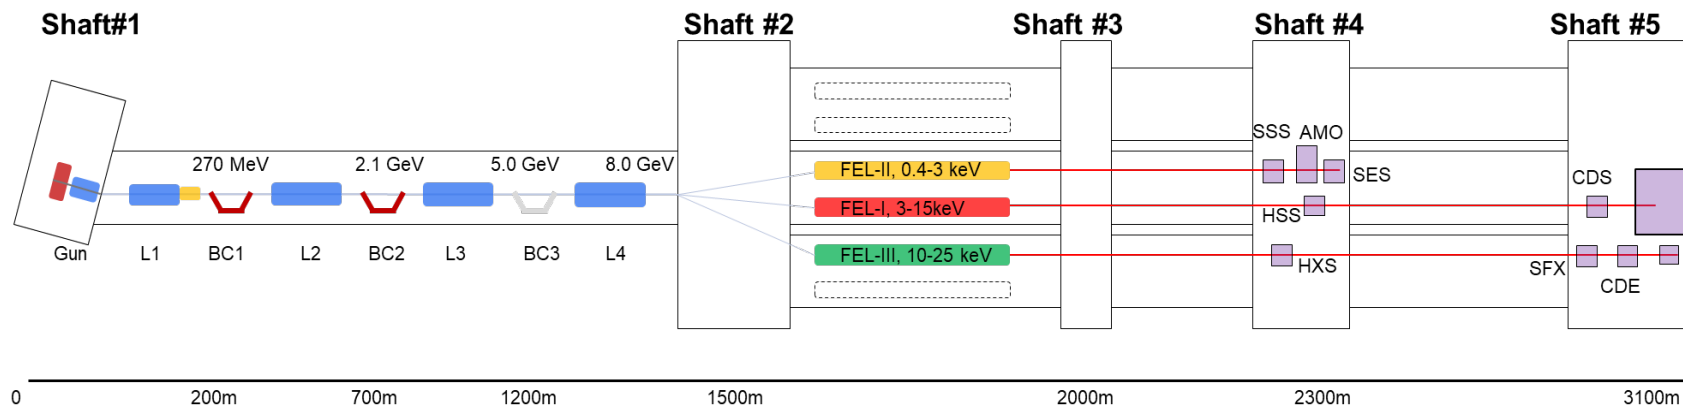 Shaft#1
Shaft #2
Shaft #3
Shaft #4
Shaft #5
SSS AMO
270 MeV
2.1 GeV
5.0 GeV
8.0 GeV
FEL-II, 0.4-3 keV
SES
CDS
FEL-I, 3-15keV
HSS
Gun
L1
BC1
L2
BC2
L3
BC3
L4
FEL-III, 10-25 keV
HXS
SFX
CDE
0
200m
700m
1200m
1500m
2000m
2300m
3100m